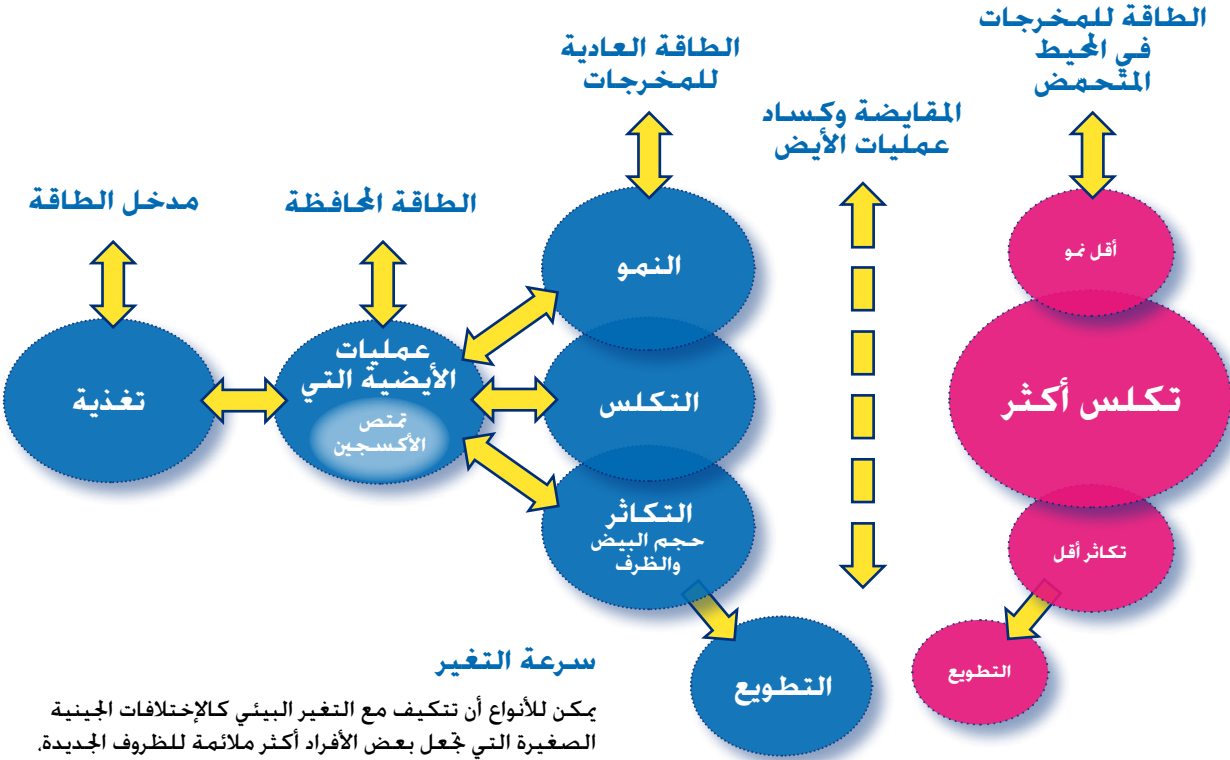 الطاقة للمخرجات
في المحيط
المتحمض
الطاقة العادية
للمخرجات
المقايضة وكساد
عمليات الأيض
مدخل الطاقة
الطاقة المحافظة
النمو
أقل نمو
عمليات
الأيضية التي
تمتص
الأكسجين
تغذية
التكلس
تكلس أكثر
التكاثر
حجم البيض
والظرف
تكاثر أقل
التطويع
التطويع
سرعة التغير
يمكن للأنواع أن تتكيف مع التغير البيئي كالإختلافات الجينية
الصغيرة التي تجعل بعض الأفراد أكثر ملائمة للظروف الجديدة.